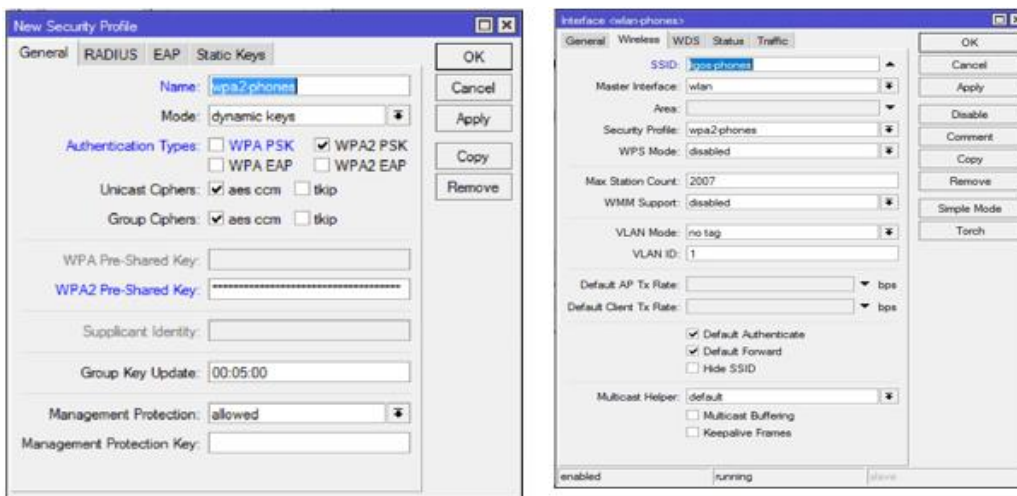 New Security Profile
General RADIUS EAP Static Keys
Name: wpa2-phones
Mode: dynamic keys
Authentication Types: WPA PSK WPA2 PSK
WPA EAP WPA2 EAP
Unicast Ciphers: aes ccm tkip
Group Ciphers: aes ccm tkip
WPA Pre-Shared Key:
WPA2 Pre-Shared Key:
Supplicant Identity:
Group Key Update: 00:05:00
Management Protection: allowed
Management Protection Key:
OK
Cancel
Apply
Copy
Remove
Interface <wlan-phones>
General Wireless WDS Status Traffic
SSID:
Master Interface: wlan
Area:
Security Profile: wpa2-phones
WPS Mode: disabled
Max Station Count: 2007
WMM Support: disabled
VLAN Mode: no tag
VLAN ID: 1
Default AP Tx Rate: bps
Default Client Tx Rate: bps
Default Authenticate
Default Forward
Hide SSID
Multicast Helper: default
Multicast Buffering
Keepalive Frames
OK
Cancel
Apply
Disable
Comment
Copy
Remove
Simple Mode
Torch
enabled running slave